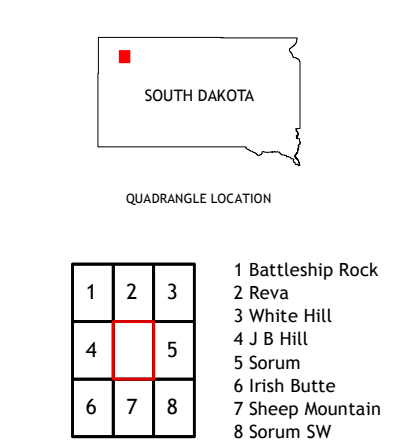 SOUTH DAKOTA
QUADRANGLE LOCATION
1 2 3
4 5
6 7 8
1 Battleship Rock
2 Reva
3 White Hill
4 J B Hill
5 Sorum
6 Irish Butte
7 Sheep Mountain
8 Sorum SW